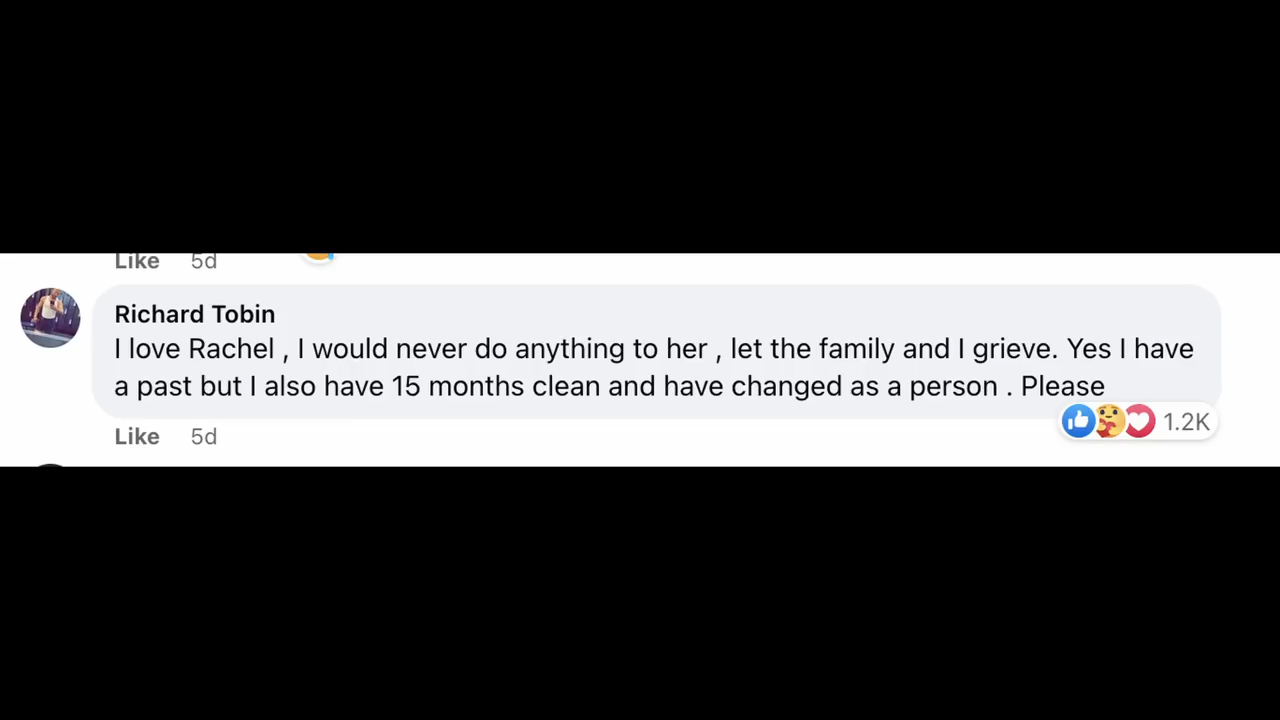 Like 5d
Richard Tobin
I love Rachel , I would never do anything to her , let the family and I grieve. Yes I have
a past but I also have 15 months clean and have changed as a person . Please
1.2K
Like 5d